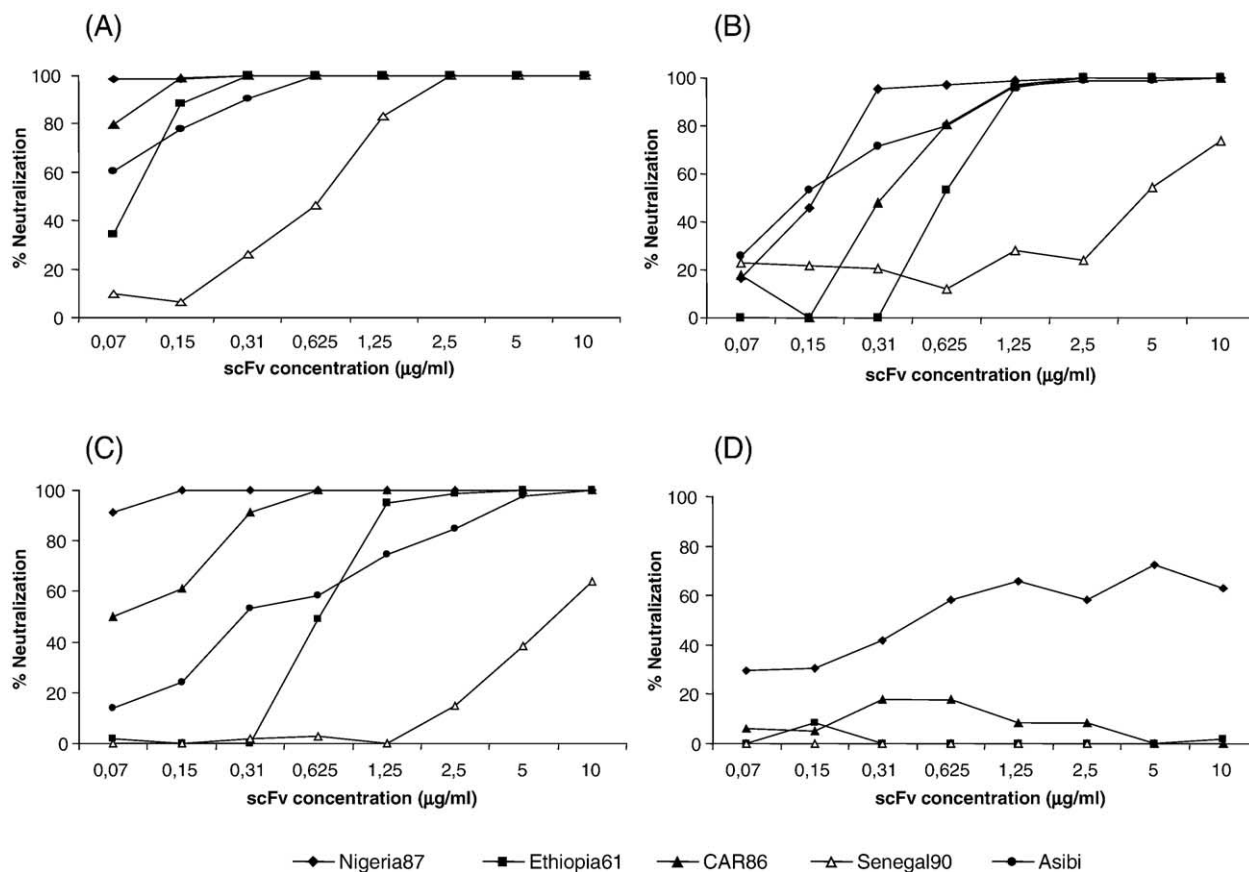 (A)
% Neutralization
100
80
60
40
20
0
0,07 0,15 0,31 0,625 1,25 2,5 5 10
scFv concentration (µg/ml)
(B)
% Neutralization
100
80
60
40
20
0
0,07 0,15 0,31 0,625 1,25 2,5 5 10
scFv concentration (µg/ml)
(C)
% Neutralization
100
80
60
40
20
0
0,07 0,15 0,31 0,625 1,25 2,5 5 10
scFv concentration (µg/ml)
(D)
% Neutralization
100
80
60
40
20
0
0,07 0,15 0,31 0,625 1,25 2,5 5 10
scFv concentration (µg/ml)
Nigeria87 Ethiopia61 CAR86 Senegal90 Asibi